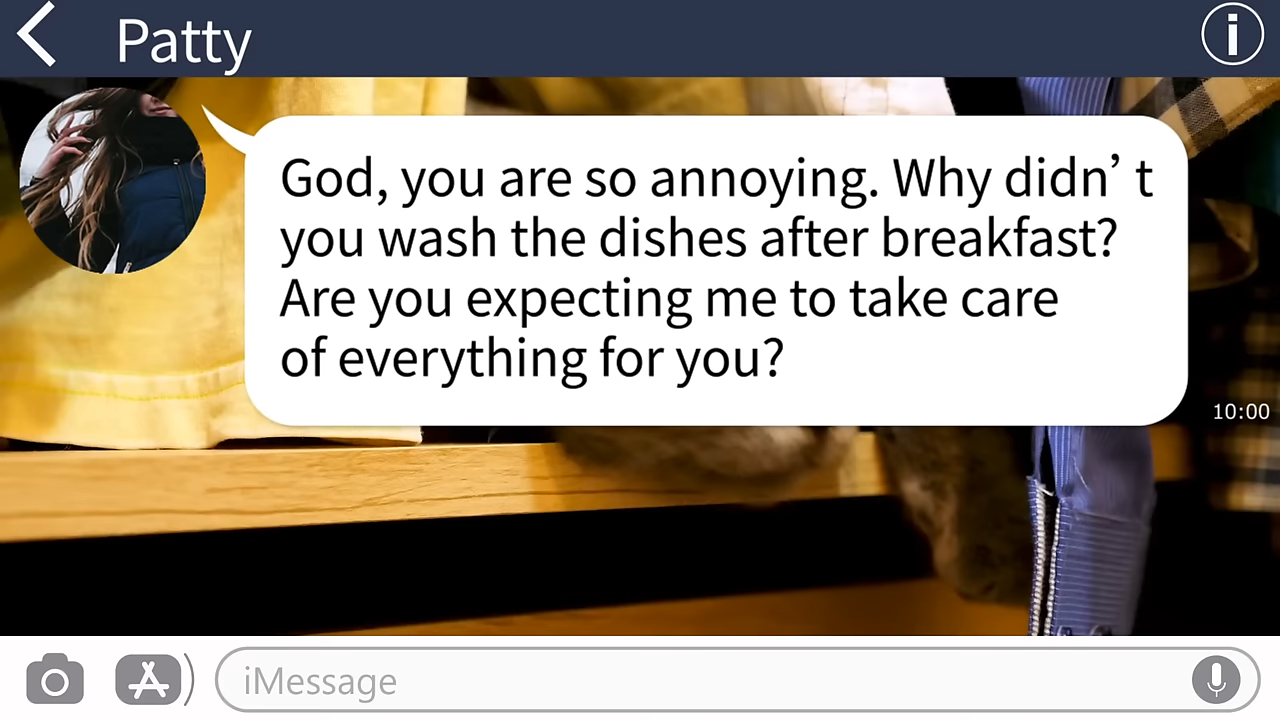 Patty
God, you are so annoying. Why didn’ t
you wash the dishes after breakfast?
Are you expecting me to take care
of everything for you?
10:00
iMessage